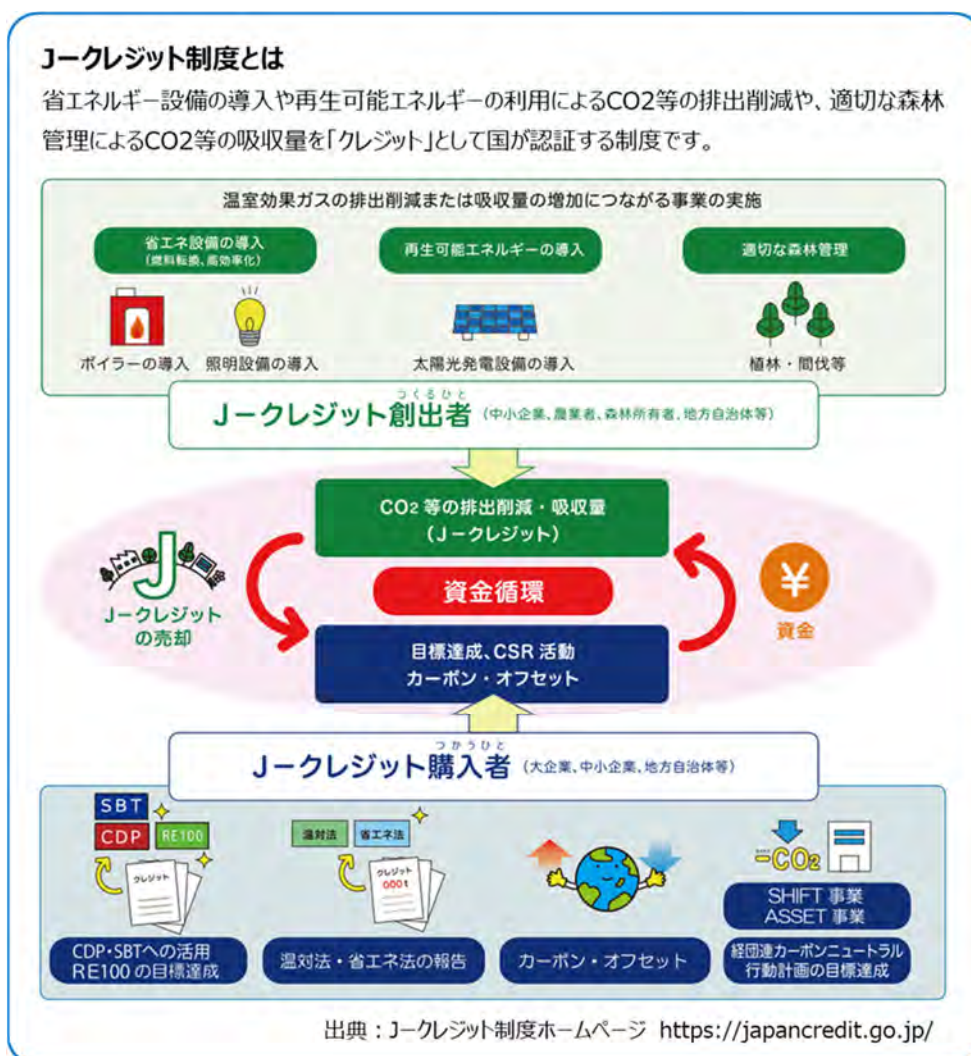 Jークレジット制度とは
省エネルギー設備の導入や再生可能エネルギーの利用によるCO2等の排出削減や、適切な森林
管理によるCO2等の吸収量を「クレジット」として国が認証する制度です。
温室効果ガスの排出削減または吸収量の増加につながる事業の実施
省エネ設備の導入
(燃料転換、高効率化)
再生可能エネルギーの導入
適切な森林管理
ボイラーの導入
照明設備の導入
太陽光発電設備の導入
植林・間伐等
つくるひと
Jークレジット創出者 (中小企業、農業者、森林所有者、地方自治体等)
CO2 等の排出削減・吸収量
(Jークレジット)
J
Jークレジット
の売却
資金循環
¥
資金
目標達成、CSR 活動
カーボン・オフセット
つかうひと
Jークレジット購入者 (大企業、中小企業、地方自治体等)
SBT
CDP
RE100
クレジット
CDP・SBTへの活用
RE100 の目標達成
温対法
省エネ法
クレジット
000t
温対法・省エネ法の報告
カーボン・オフセット
-CO2
SHIFT 事業
ASSET 事業
経団連カーボンニュートラル
行動計画の目標達成
出典：Jークレジット制度ホームページ https://japancredit.go.jp/